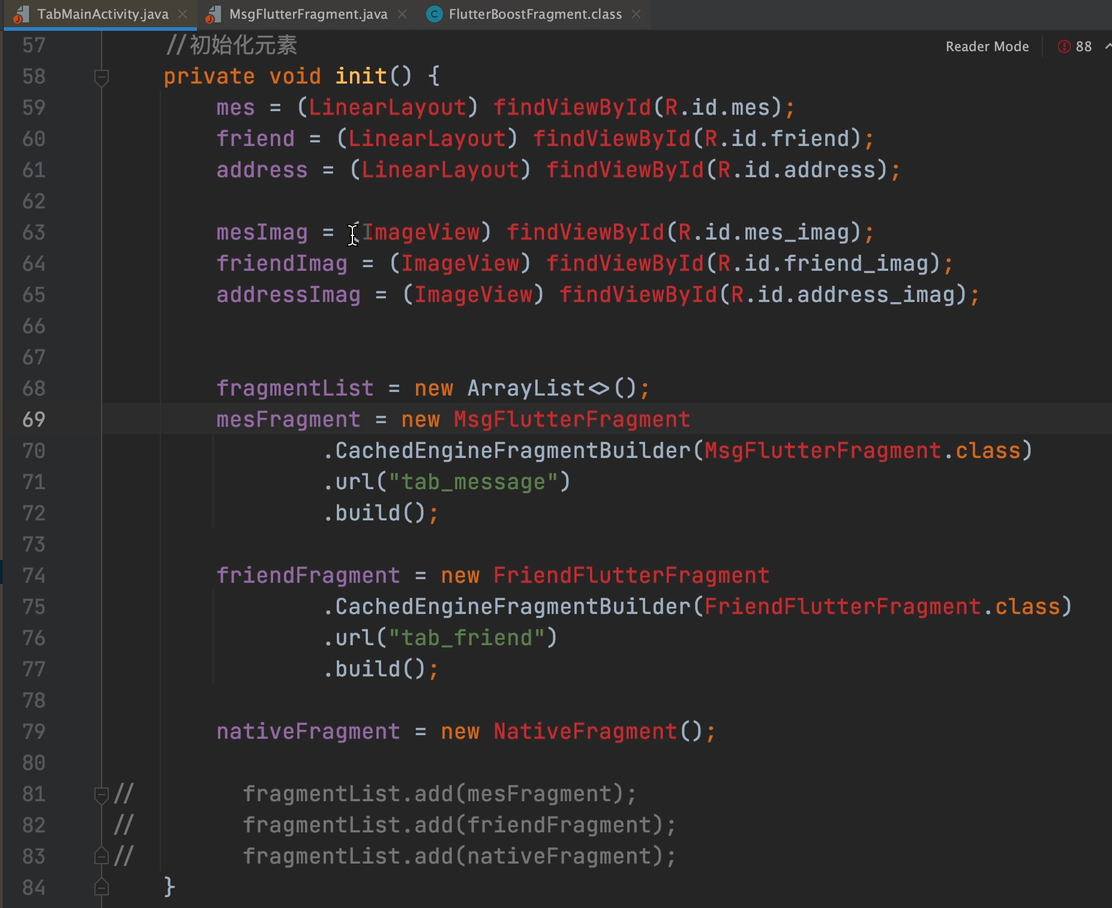 TabMainActivity.java MsgFlutterFragment.java FlutterBoostFragment.class
57 //初始化元素 Reader Mode 88
58 private void init() {
59 mes = (LinearLayout) findViewById(R.id.mes);
60 friend = (LinearLayout) findViewById(R.id.friend);
61 address = (LinearLayout) findViewById(R.id.address);
62
63 mesImag = (ImageView) findViewById(R.id.mes_imag);
64 friendImag = (ImageView) findViewById(R.id.friend_imag);
65 addressImag = (ImageView) findViewById(R.id.address_imag);
66
67
68 fragmentList = new ArrayList<>();
69 mesFragment = new MsgFlutterFragment
70 .CachedEngineFragmentBuilder(MsgFlutterFragment.class)
71 .url("tab_message")
72 .build();
73
74 friendFragment = new FriendFlutterFragment
75 .CachedEngineFragmentBuilder(FriendFlutterFragment.class)
76 .url("tab_friend")
77 .build();
78
79 nativeFragment = new NativeFragment();
80
81 // fragmentList.add(mesFragment);
82 // fragmentList.add(friendFragment);
83 // fragmentList.add(nativeFragment);
84 }